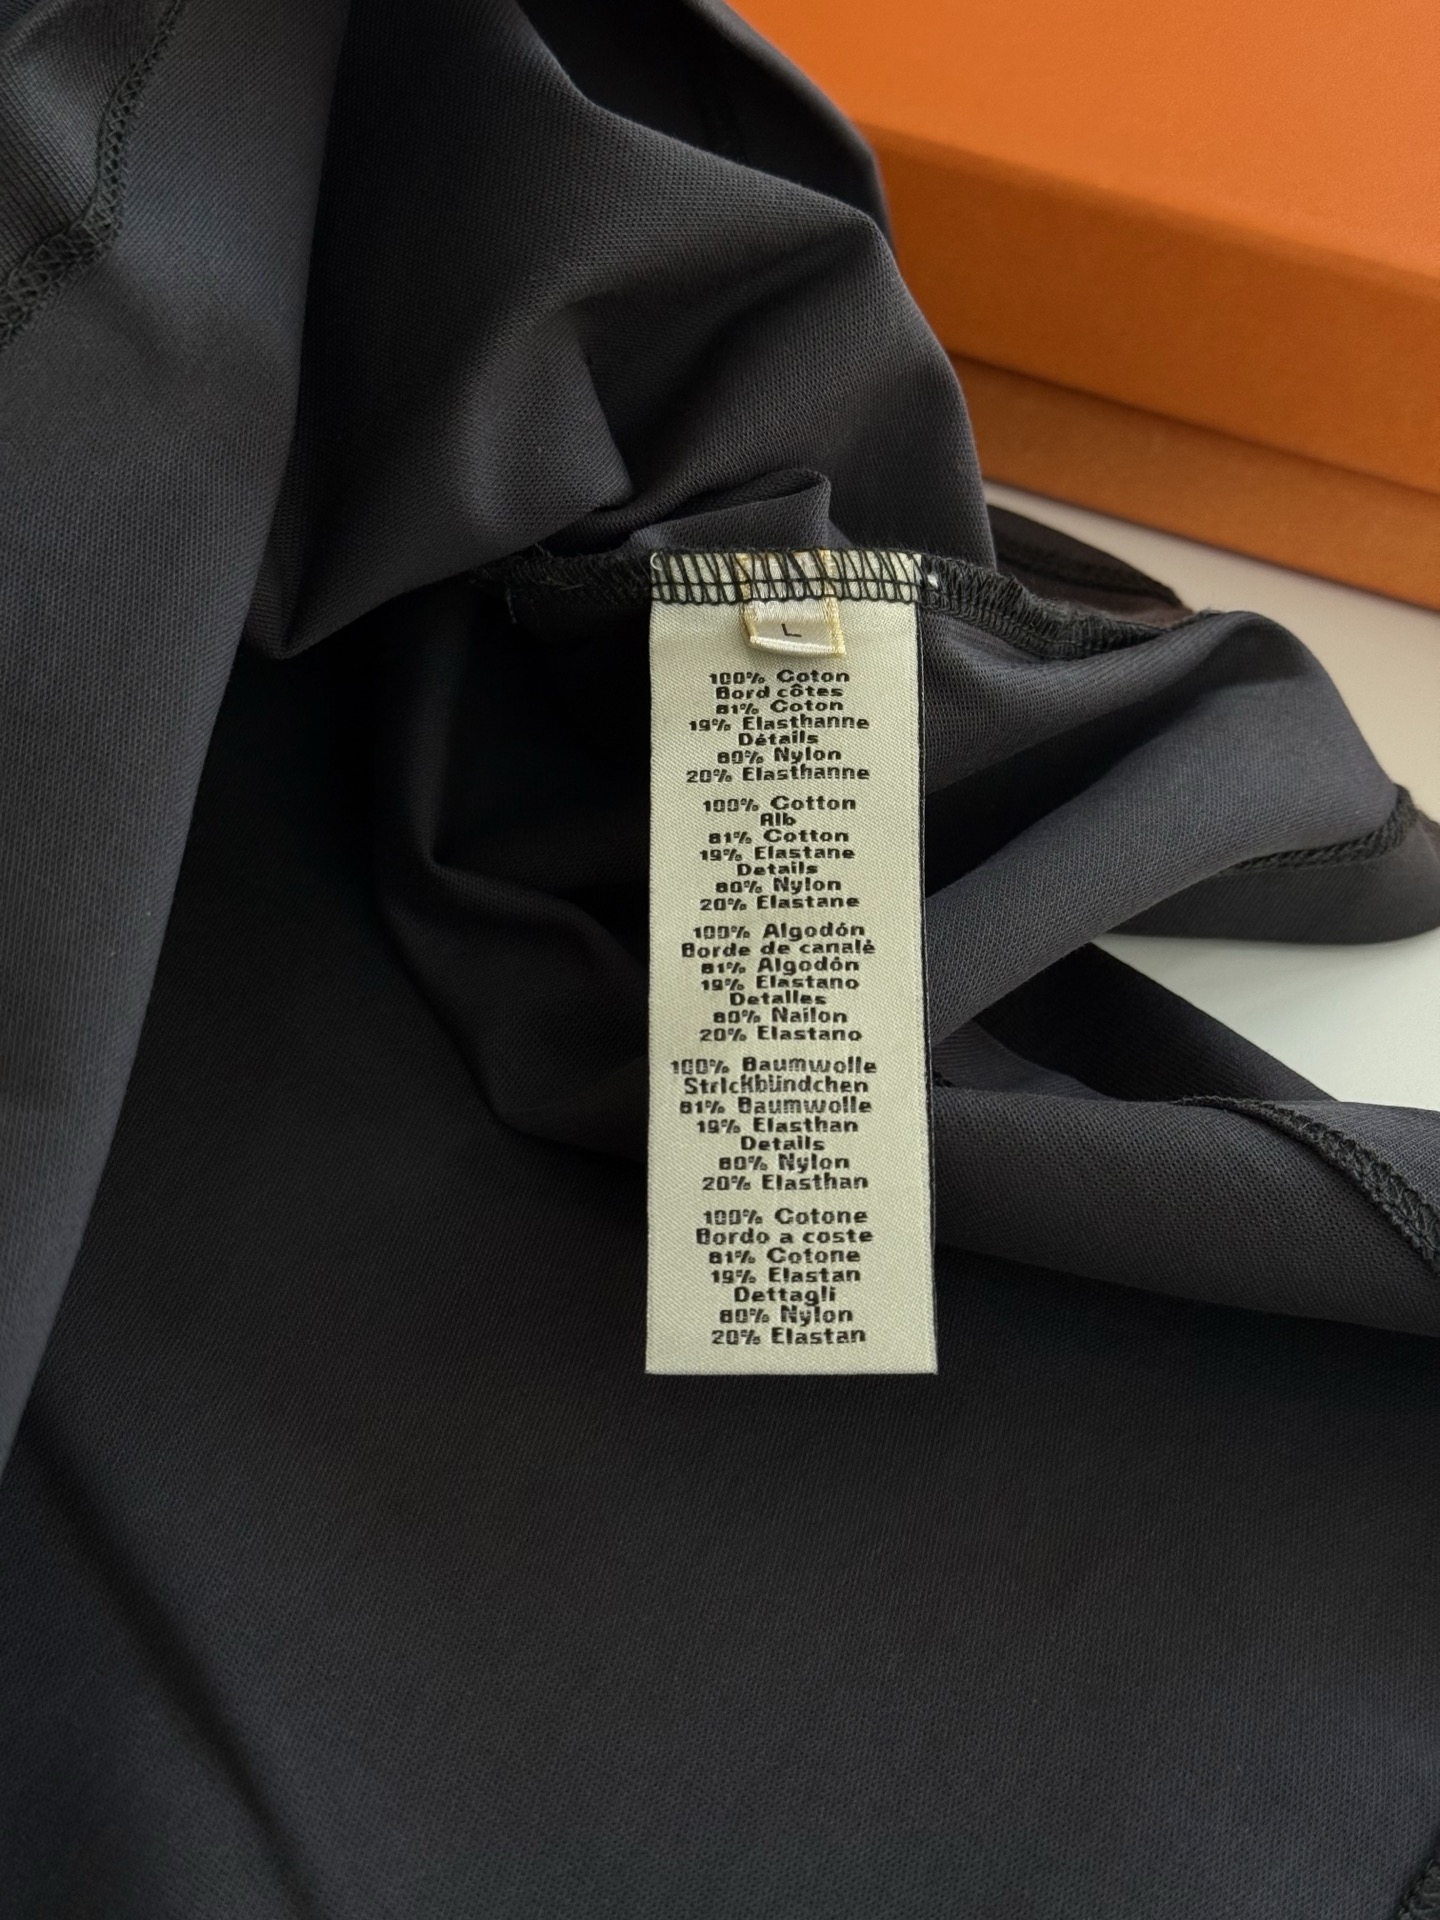 L
100% Coton
Bord côtes
81% Coton
19% Elasthanne
Détails
80% Nylon
20% Elasthanne
100% Cotton
Rib
81% Cotton
19% Elastane
Details
80% Nylon
20% Elastane
100% Algodón
Borde de canalé
81% Algodón
19% Elastano
Detalles
80% Nailon
20% Elastano
100% Baumwolle
Strickbündchen
81% Baumwolle
19% Elasthan
Details
80% Nylon
20% Elasthan
100% Cotone
Bordo a coste
81% Cotone
19% Elastan
Dettagli
80% Nylon
20% Elastan